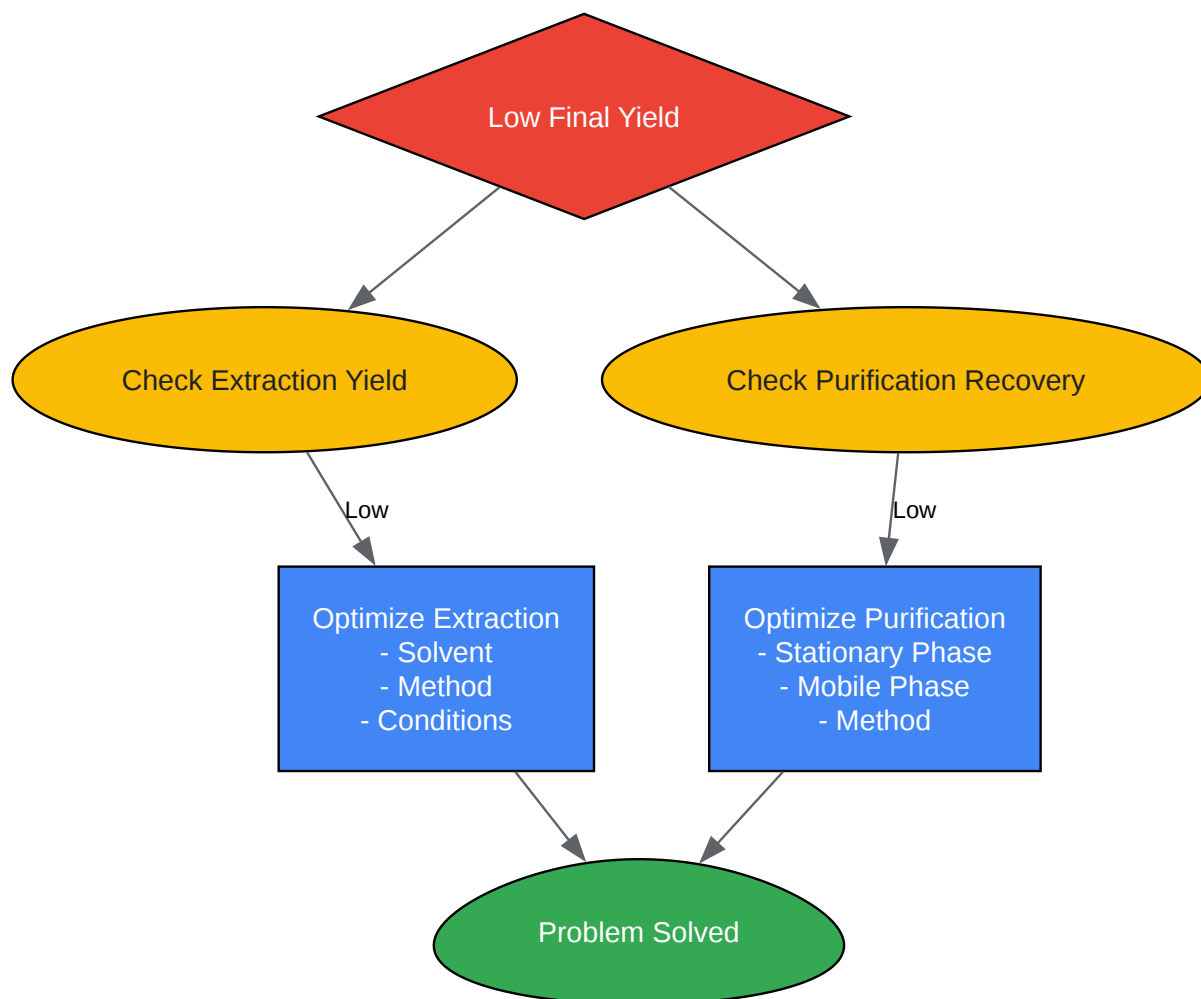 Low Final Yield
Check Extraction Yield
Check Purification Recovery
Low
Low
Optimize Extraction
- Solvent
- Method
- Conditions
Optimize Purification
- Stationary Phase
- Mobile Phase
- Method
Problem Solved